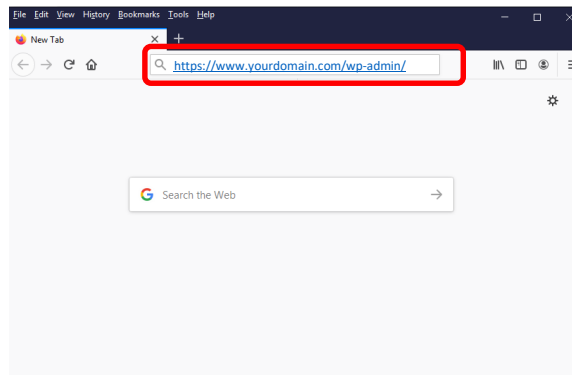 File Edit View History Bookmarks Tools Help
New Tab
https://www.yourdomain.com/wp-admin/
Search the Web